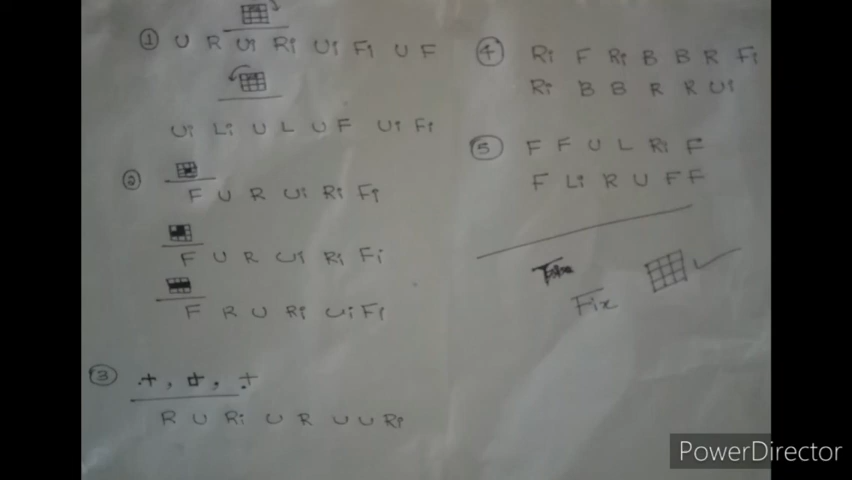 ① U R Ui Ri Ui Fi U F
Ui Li U L U F Ui Fi
② F U R Ui Ri Fi
F U R Ui Ri Fi
F R U Ri Ui Fi
③ R U Ri U R U U Ri
④ Ri F Ri B B R Fi
Ri B B R R Ui
⑤ F F U L Ri F
F Li R U F F
Fix
PowerDirector